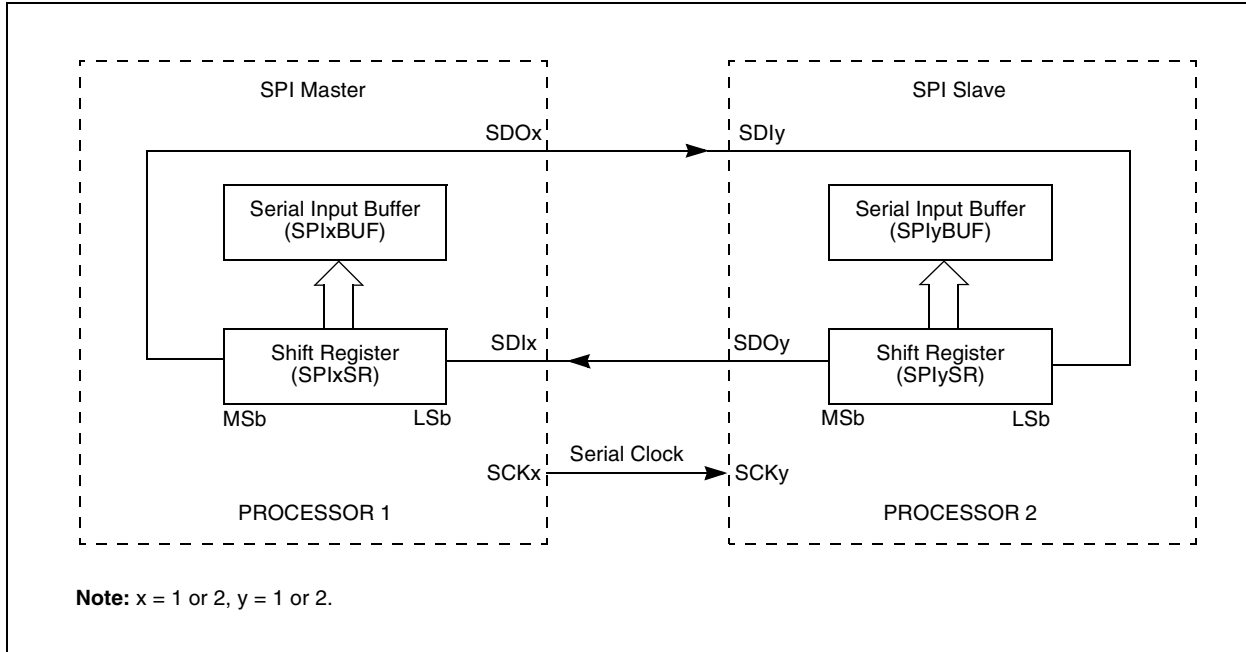 SPI Master
SPI Slave
SDOx
SDIy
Serial Input Buffer
(SPIxBUF)
Serial Input Buffer
(SPIyBUF)
Shift Register
(SPIxSR)
SDIx
SDOy
Shift Register
(SPIySR)
MSb
LSb
MSb
LSb
Serial Clock
SCKx
SCKy
PROCESSOR 1
PROCESSOR 2
Note: x = 1 or 2, y = 1 or 2.